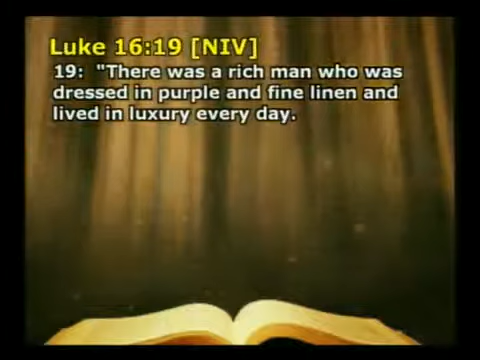 Luke 16:19 [NIV]
19:  "There was a rich man who was
dressed in purple and fine linen and
lived in luxury every day.